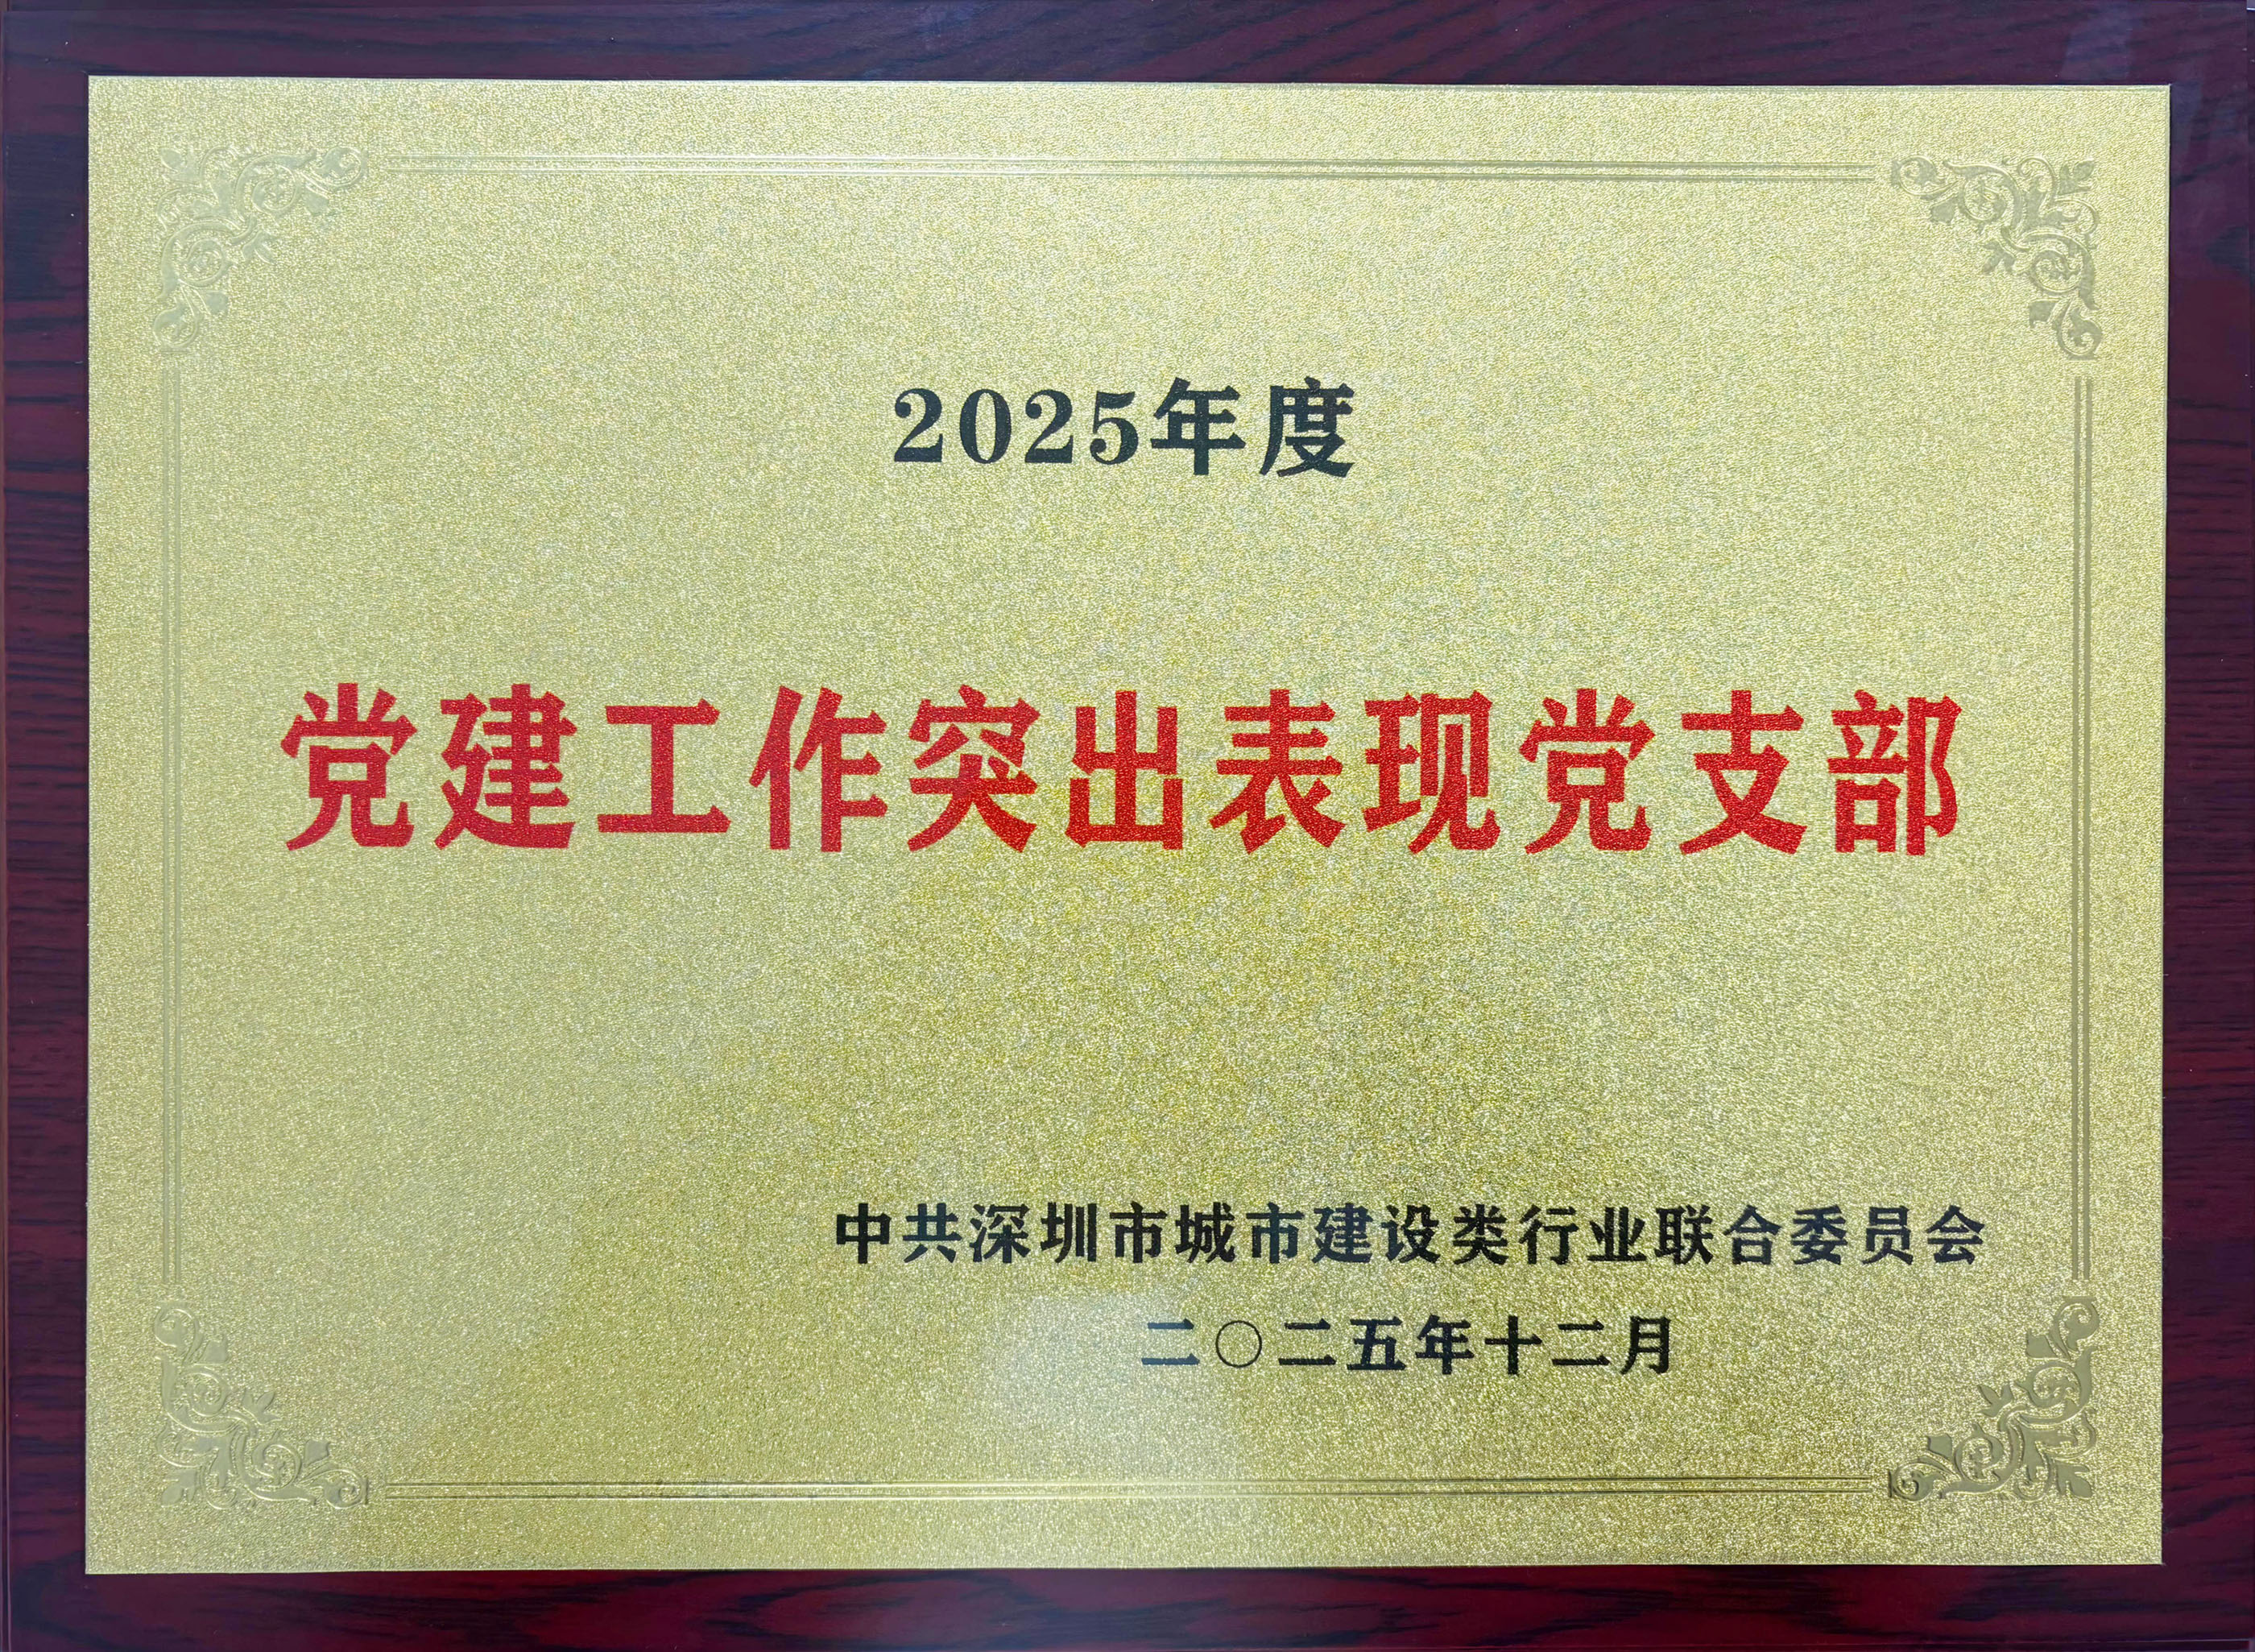 2025年度
党建工作突出表现党支部
中共深圳市城市建设类行业联合委员会
二〇二五年十二月